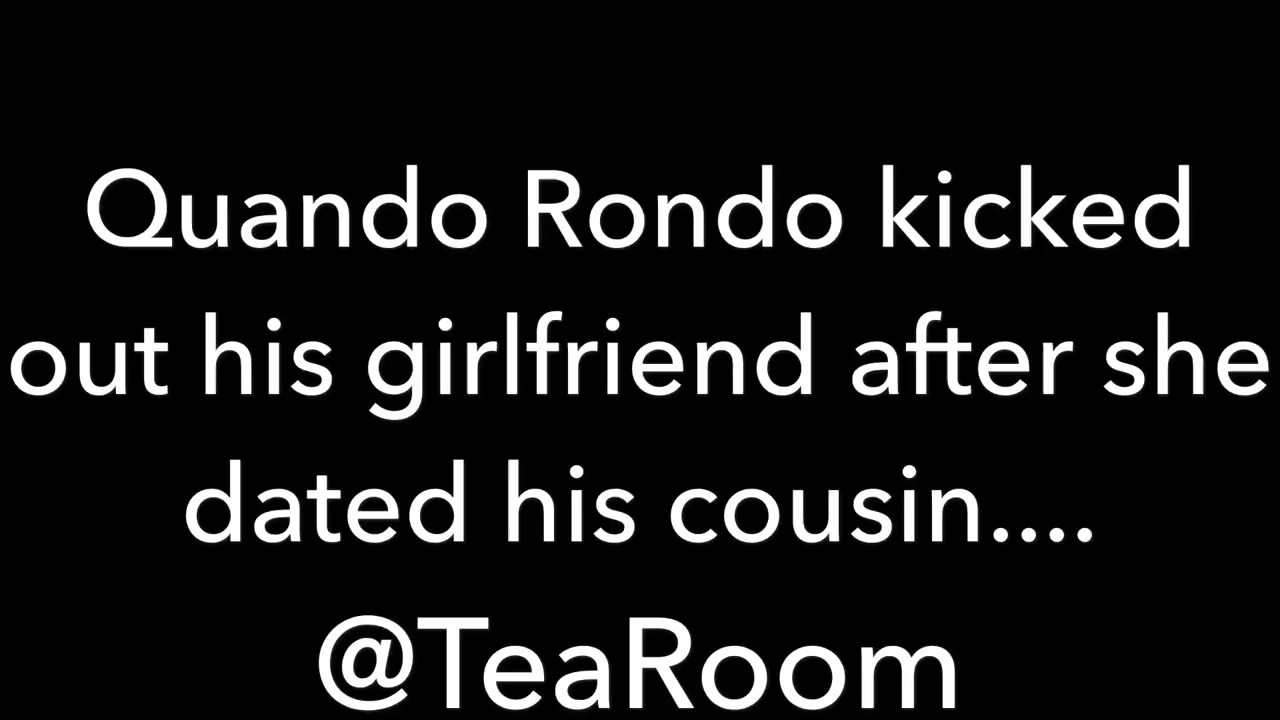 Quando Rondo kicked
out his girlfriend after she
dated his cousin....
@TeaRoom